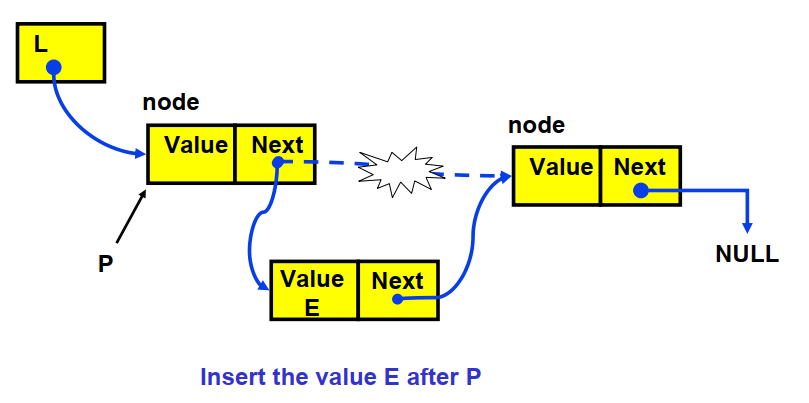 L
node
Value Next
node
Value Next
P
NULL
Value Next
E
Insert the value E after P